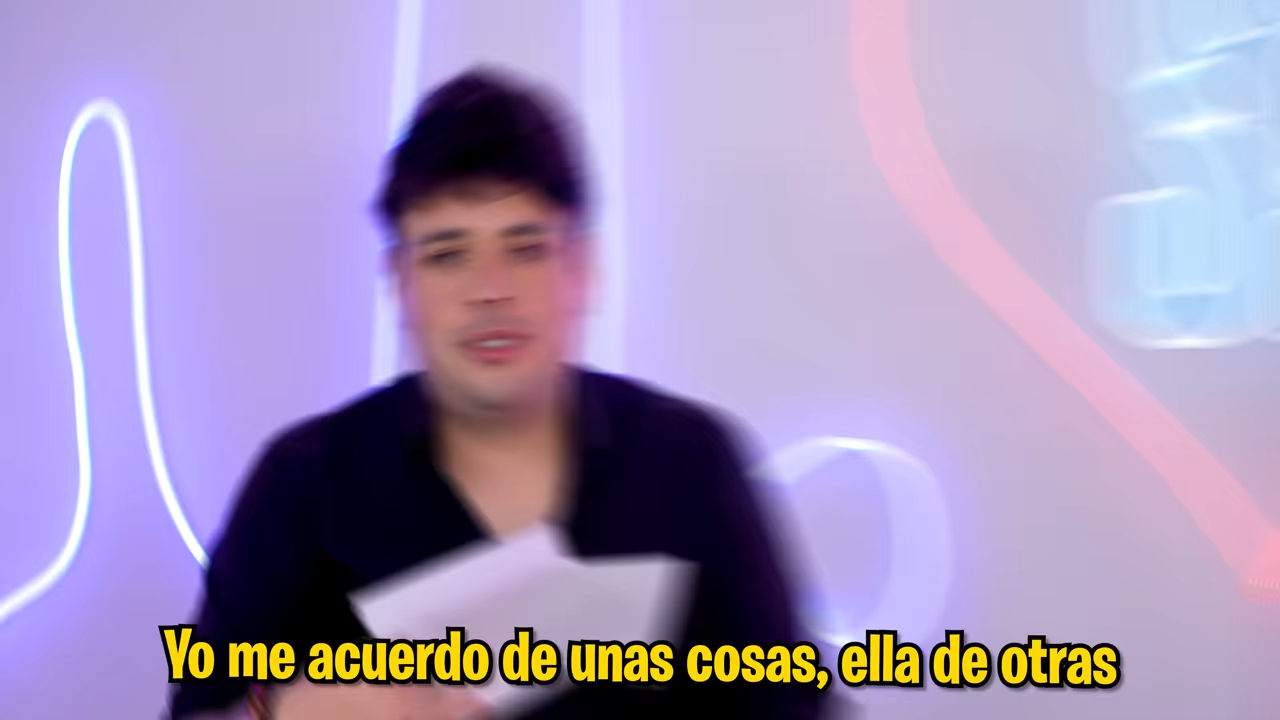 Yo me acuerdo de unas cosas, ella de otras